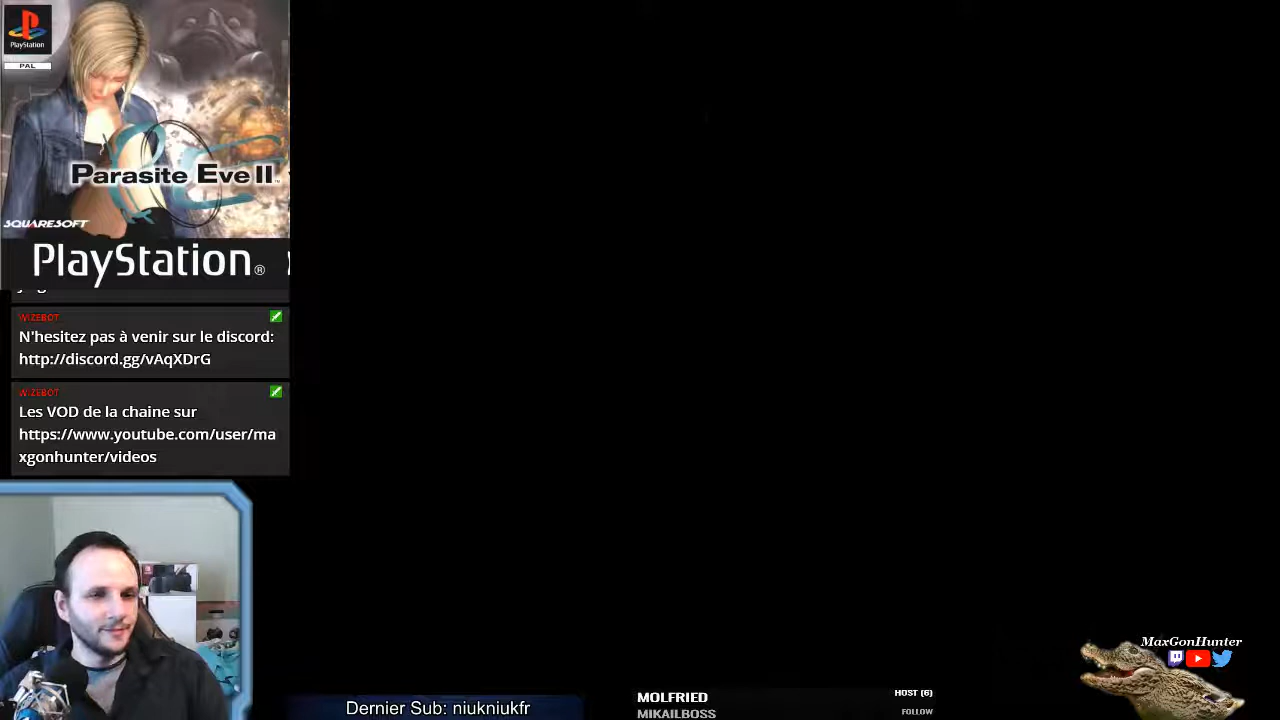 PlayStation
PAL
Parasite Eve II
SQUARESOFT
PlayStation®
WIZEBOT
N'hesitez pas à venir sur le discord:
http://discord.gg/vAqXDrG
WIZEBOT
Les VOD de la chaine sur
https://www.youtube.com/user/ma
xgonhunter/videos
Dernier Sub: niukniukfr
MOLFRIED
HOST (6)
MIKAILBOSS
FOLLOW
MaxGonHunter